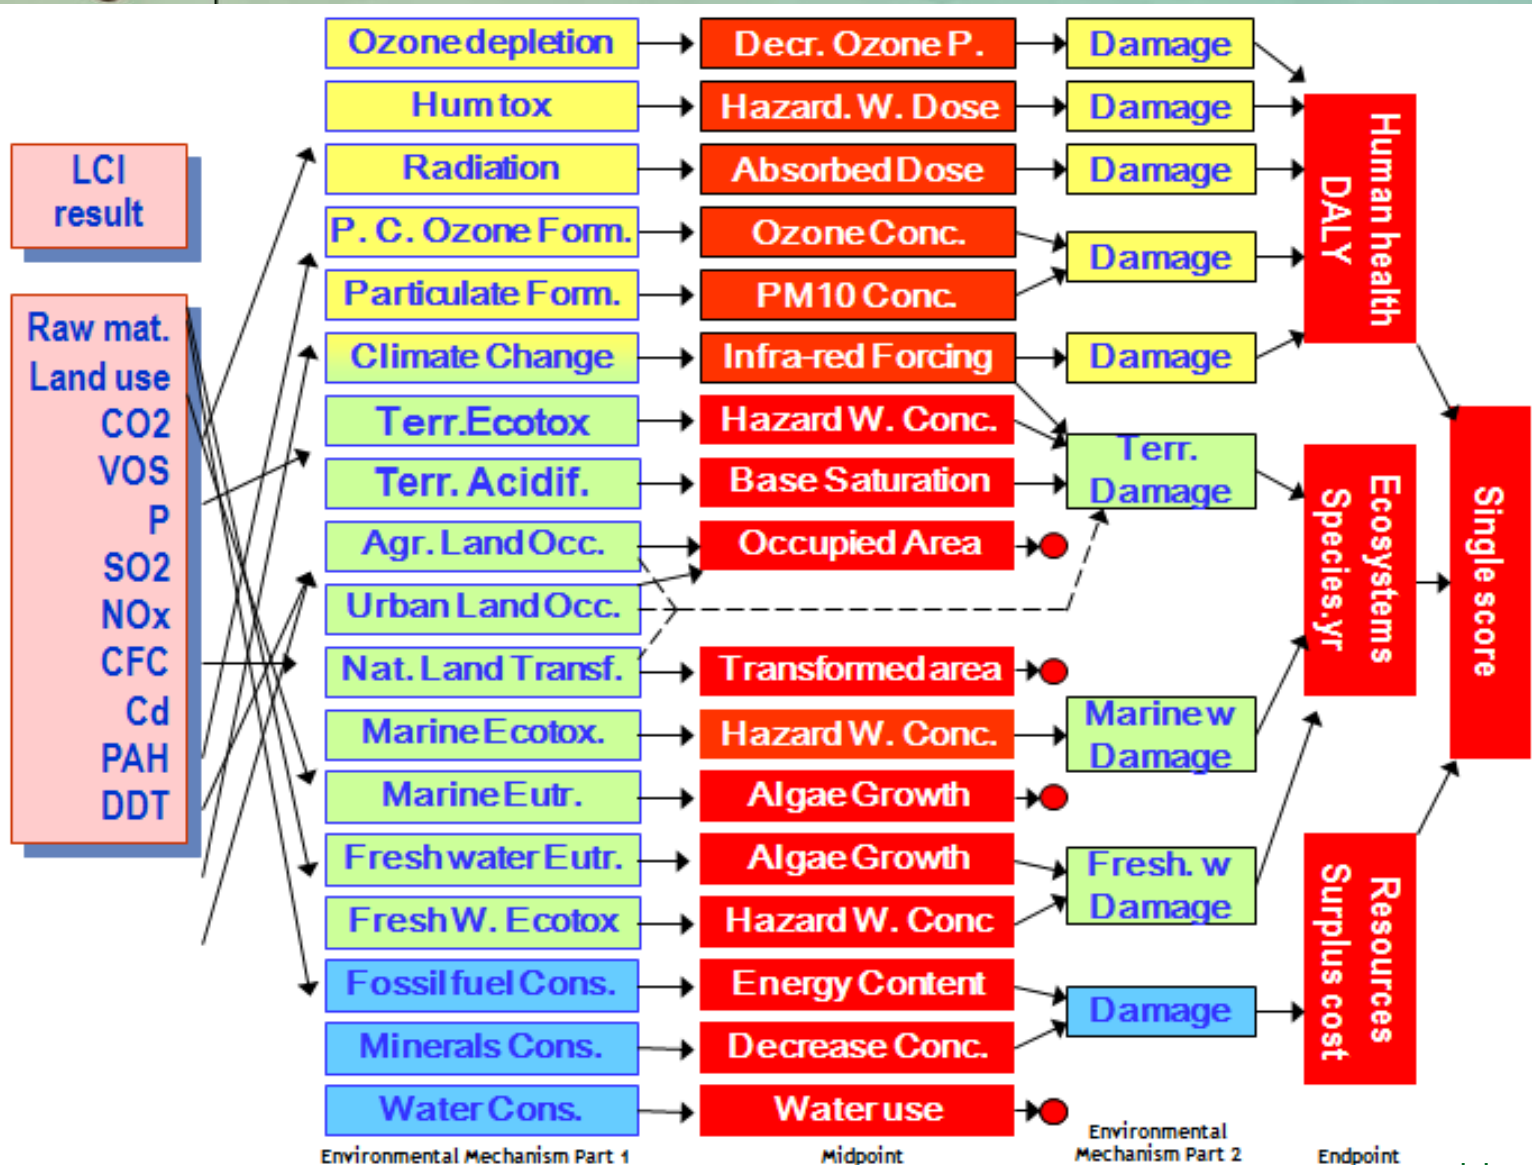 LCI
result
Raw mat.
Land use
CO2
VOS
P
SO2
NOx
CFC
Cd
PAH
DDT
Ozone depletion
Hum tox
Radiation
P. C. Ozone Form.
Particulate Form.
Climate Change
Terr.Ecotox
Terr. Acidif.
Agr. Land Occ.
Urban Land Occ.
Nat. Land Transf.
Marine Ecotox.
Marine Eutr.
Fresh water Eutr.
Fresh W. Ecotox
Fossil fuel Cons.
Minerals Cons.
Water Cons.
Environmental Mechanism Part 1
Decr. Ozone P.
Hazard. W. Dose
Absorbed Dose
Ozone Conc.
PM10 Conc.
Infra-red Forcing
Hazard W. Conc.
Base Saturation
Occupied Area
Transformed area
Hazard W. Conc.
Algae Growth
Algae Growth
Hazard W. Conc
Energy Content
Decrease Conc.
Water use
Midpoint
Damage
Damage
Damage
Damage
Damage
Terr.
Damage
Marine w
Damage
Fresh. w
Damage
Damage
Environmental
Mechanism Part 2
Human health
DALY
Ecosystems
Species.yr
Resources
Surplus cost
Endpoint
Single score